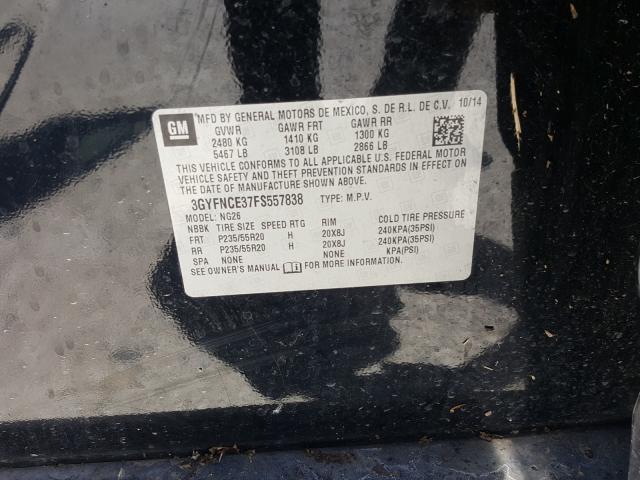 GM
MFD BY GENERAL MOTORS DE MEXICO, S. DE R.L. DE C.V. 10/14
GVWR GAWR FRT GAWR RR
2480 KG 1410 KG 1300 KG
5467 LB 3108 LB 2866 LB
THIS VEHICLE CONFORMS TO ALL APPLICABLE U.S. FEDERAL MOTOR
VEHICLE SAFETY AND THEFT PREVENTION STANDARDS IN EFFECT ON
THE DATE OF MANUFACTURE SHOWN ABOVE.
3GYFNCE37FS557838 TYPE: M.P.V.
MODEL: NG26
NBBK TIRE SIZE SPEED RTG RIM COLD TIRE PRESSURE
FRT P235/55R20 H 20X8J 240KPA(35PSI)
RR P235/55R20 H 20X8J 240KPA(35PSI)
SPA NONE NONE KPA(PSI)
SEE OWNER'S MANUAL FOR MORE INFORMATION.